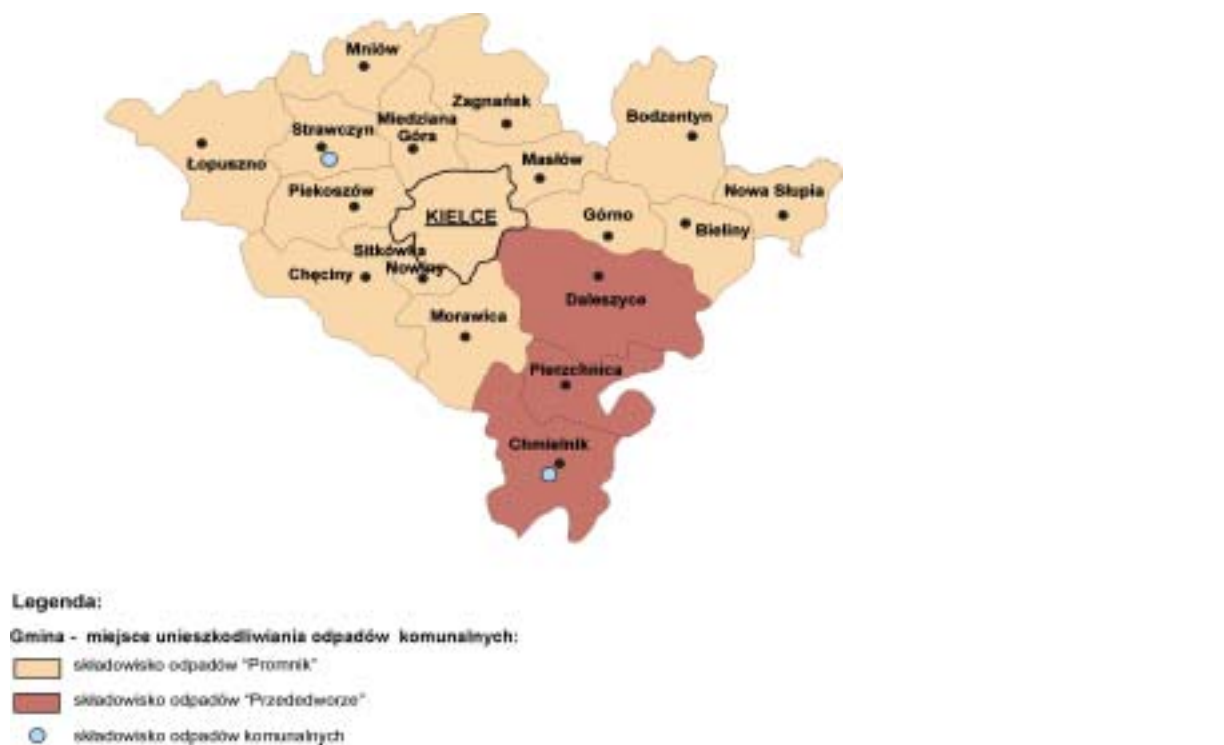 Mniów
Zagnańsk
Bodzentyn
Strawczyn
Miedziana
Góra
Łopuszno
Masłów
Piekoszów
Nowa Słupia
KIELCE
Górno
Bieliny
Sitkówka
Nowiny
Chęciny
Daleszyce
Morawica
Pierzchnica
Chmielnik
Legenda:
Gmina - miejsce unieszkodliwiania odpadów komunalnych:
składowisko odpadów "Promnik"
składowisko odpadów "Przededworze"
składowisko odpadów komunalnych